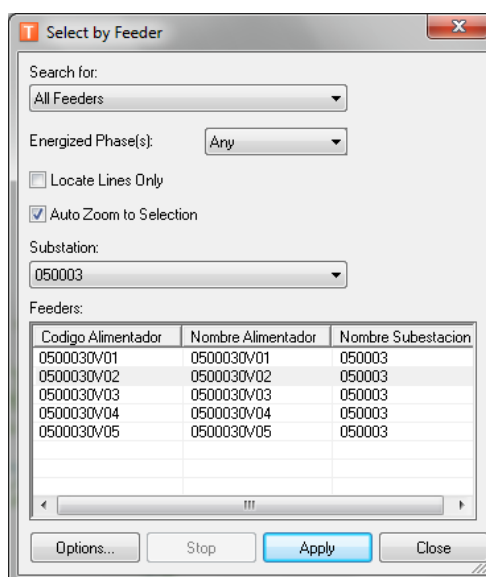 T Select by Feeder
Search for:
All Feeders
Energized Phase(s): Any
Locate Lines Only
Auto Zoom to Selection
Substation:
050003
Feeders:
Codigo Alimentador Nombre Alimentador Nombre Subestacion
0500030V01 0500030V01 050003
0500030V02 0500030V02 050003
0500030V03 0500030V03 050003
0500030V04 0500030V04 050003
0500030V05 0500030V05 050003
Options... Stop Apply Close